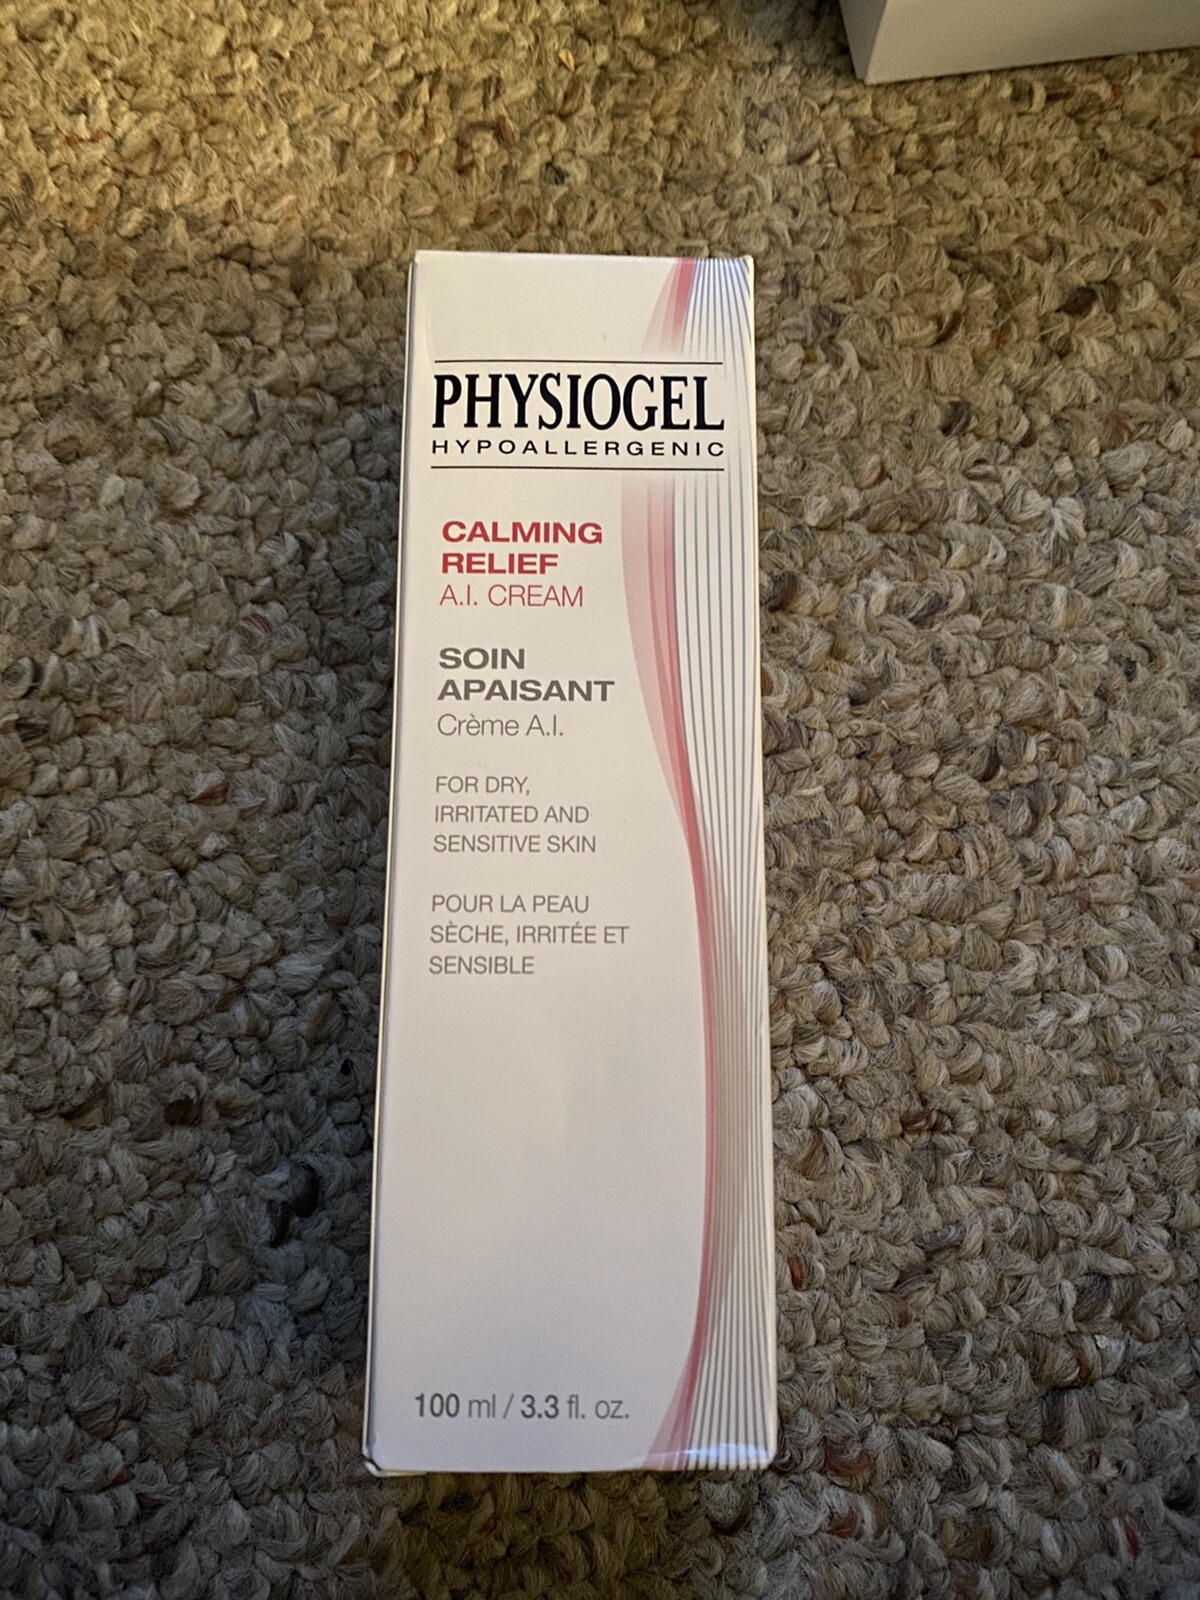 PHYSIOGEL
HYPOALLERGENIC
CALMING
RELIEF
A.I. CREAM
SOIN
APAISANT
Crème A.I.
FOR DRY,
IRRITATED AND
SENSITIVE SKIN
POUR LA PEAU
SÈCHE, IRRITÉE ET
SENSIBLE
100 ml / 3.3 fl. oz.